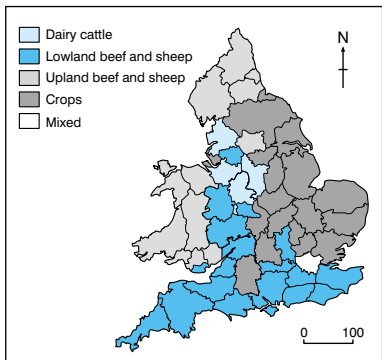 Dairy cattle
Lowland beef and sheep
Upland beef and sheep
Crops
Mixed
N
0 100